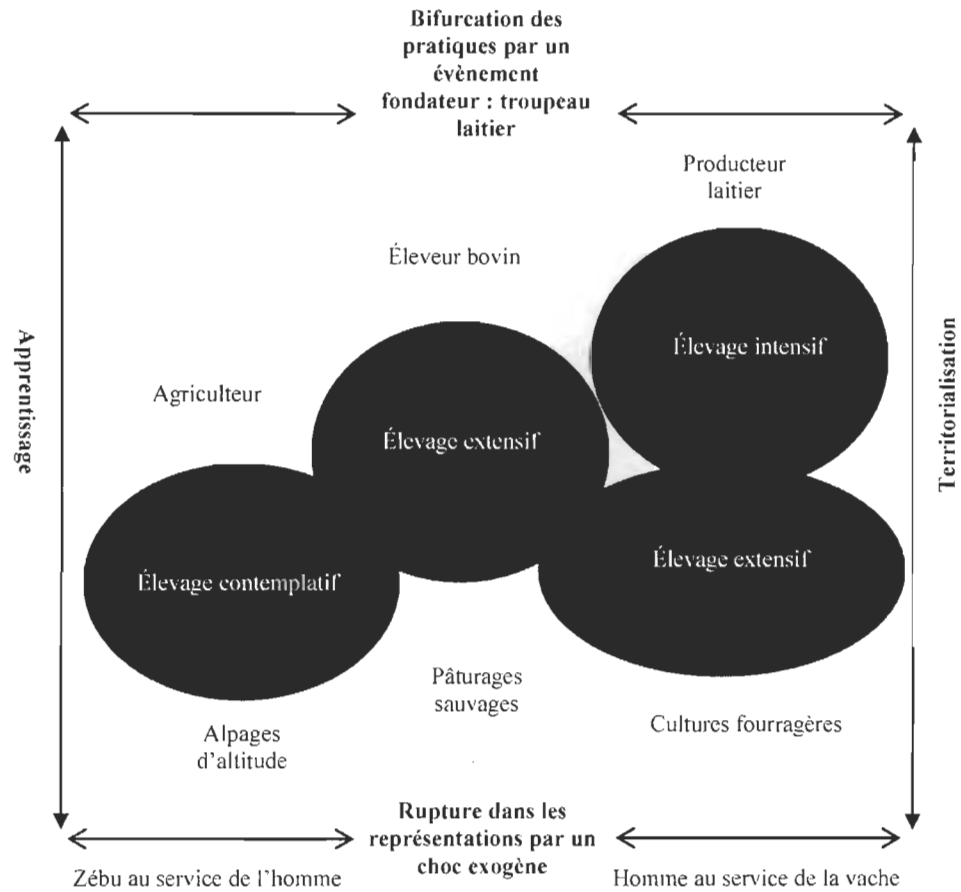 Bifurcation des
pratiques par un
évènement
fondateur : troupeau
laitier
Producteur
laitier
Éleveur bovin
Élevage intensif
Apprentissage
Territorialisation
Agriculteur
Élevage extensif
Élevage contemplatif
Élevage extensif
Pâturages
sauvages
Cultures fourragères
Alpages
d'altitude
Rupture dans les
représentations par un
choc exogène
Zébu au service de l'homme
Homme au service de la vache